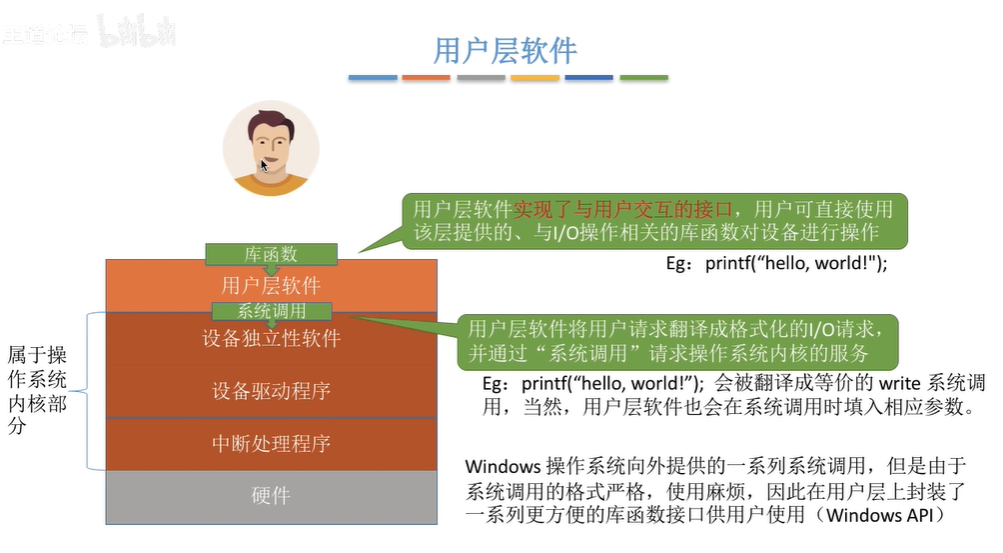 王道论坛 bilibili
用户层软件
用户层软件实现了与用户交互的接口，用户可直接使用
该层提供的、与I/O操作相关的库函数对设备进行操作
Eg：printf(“hello, world!");
库函数
用户层软件
系统调用
设备独立性软件
设备驱动程序
中断处理程序
硬件
属于操
作系统
内核部
分
用户层软件将用户请求翻译成格式化的I/O请求，
并通过“系统调用”请求操作系统内核的服务
Eg：printf(“hello, world!”); 会被翻译成等价的 write 系统调
用，当然，用户层软件也会在系统调用时填入相应参数。
Windows 操作系统向外提供的一系列系统调用，但是由于
系统调用的格式严格，使用麻烦，因此在用户层上封装了
一系列更方便的库函数接口供用户使用（Windows API）